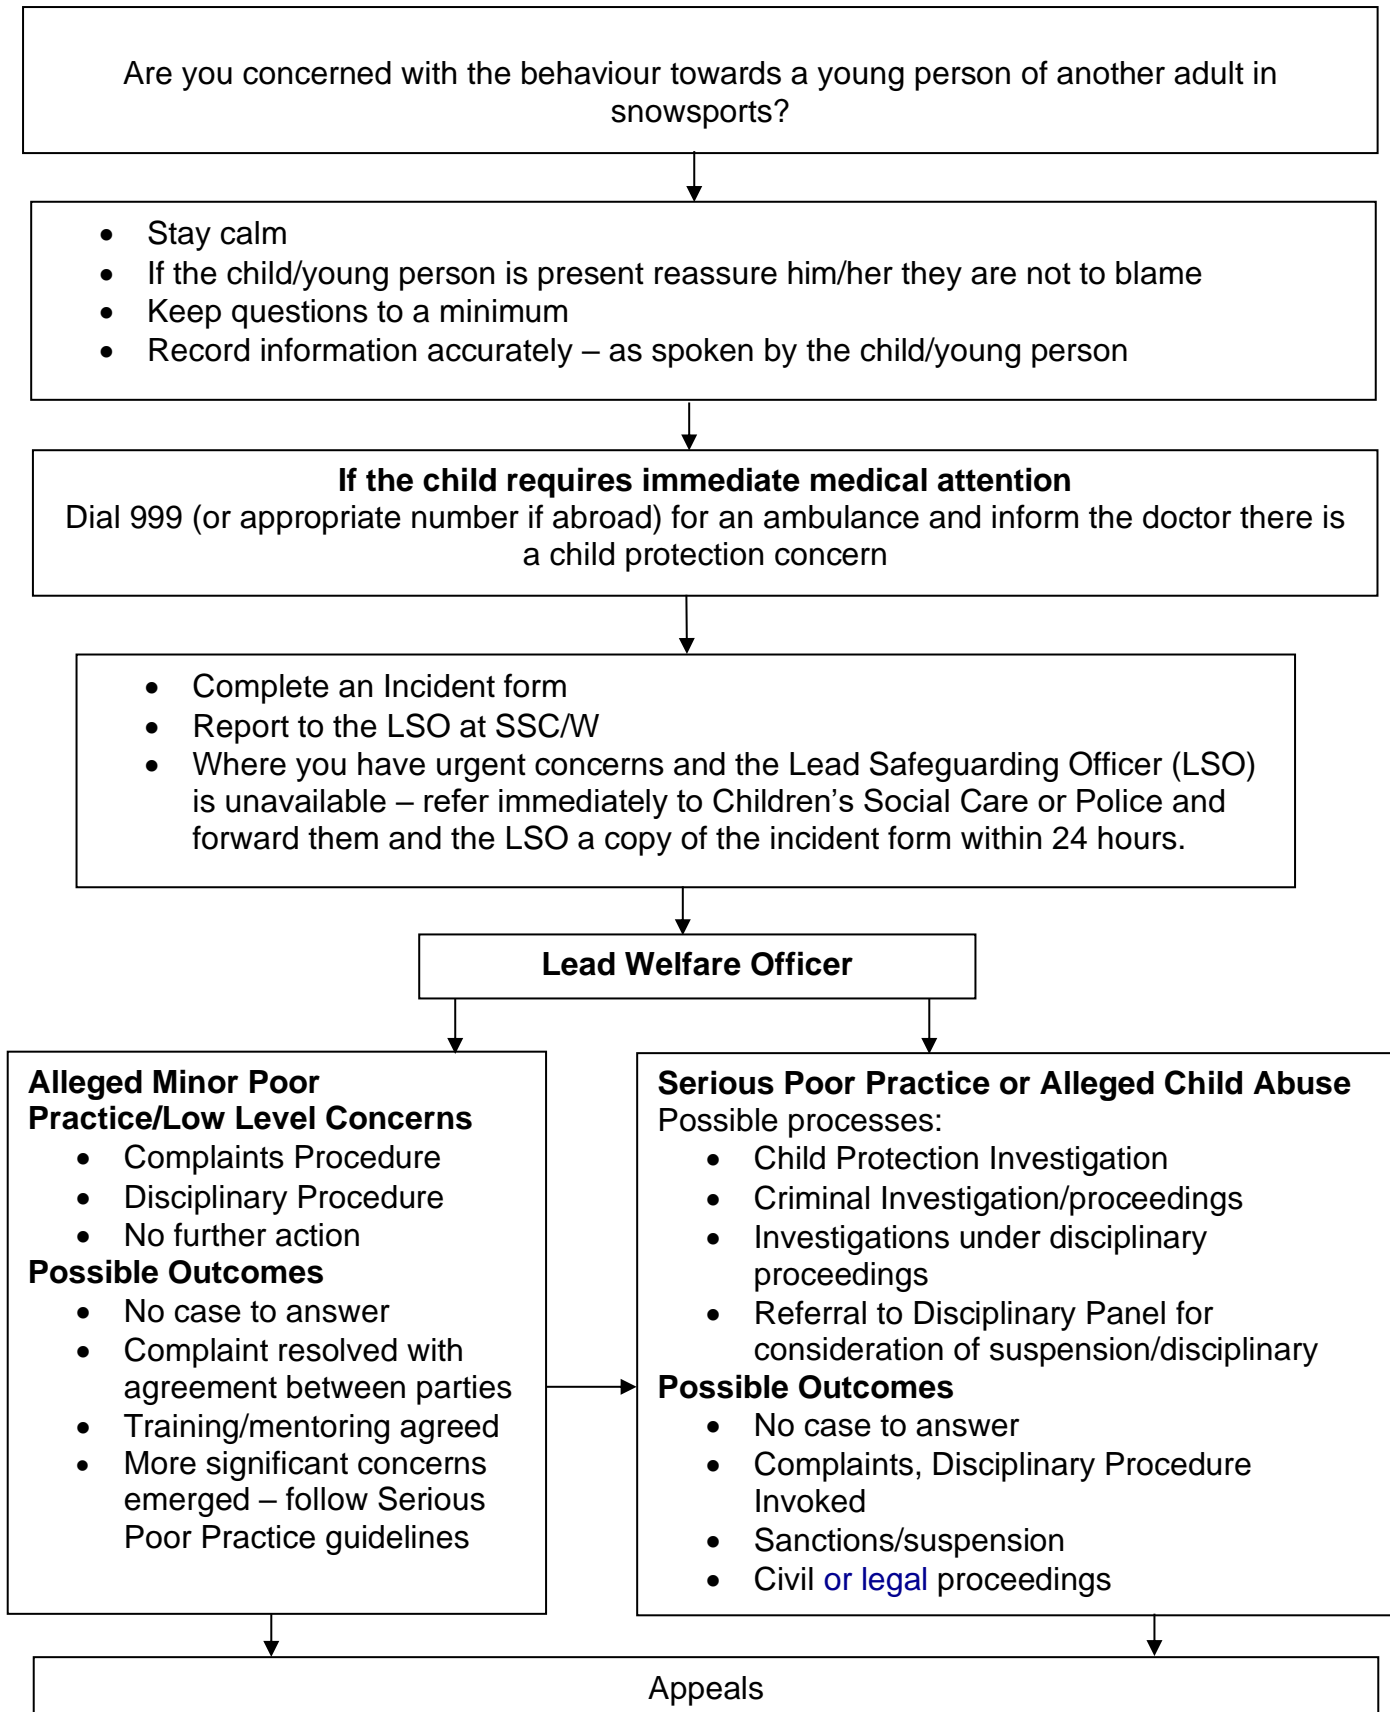 Are you concerned with the behaviour towards a young person of another adult in
snowsports?
• Stay calm
• If the child/young person is present reassure him/her they are not to blame
• Keep questions to a minimum
• Record information accurately – as spoken by the child/young person
If the child requires immediate medical attention
Dial 999 (or appropriate number if abroad) for an ambulance and inform the doctor there is
a child protection concern
• Complete an Incident form
• Report to the LSO at SSC/W
• Where you have urgent concerns and the Lead Safeguarding Officer (LSO)
is unavailable – refer immediately to Children's Social Care or Police and
forward them and the LSO a copy of the incident form within 24 hours.
Lead Welfare Officer
Alleged Minor Poor
Practice/Low Level Concerns
• Complaints Procedure
• Disciplinary Procedure
• No further action
Possible Outcomes
• No case to answer
• Complaint resolved with
agreement between parties
• Training/mentoring agreed
• More significant concerns
emerged – follow Serious
Poor Practice guidelines
Serious Poor Practice or Alleged Child Abuse
Possible processes:
• Child Protection Investigation
• Criminal Investigation/proceedings
• Investigations under disciplinary
proceedings
• Referral to Disciplinary Panel for
consideration of suspension/disciplinary
Possible Outcomes
• No case to answer
• Complaints, Disciplinary Procedure
Invoked
• Sanctions/suspension
• Civil or legal proceedings
Appeals